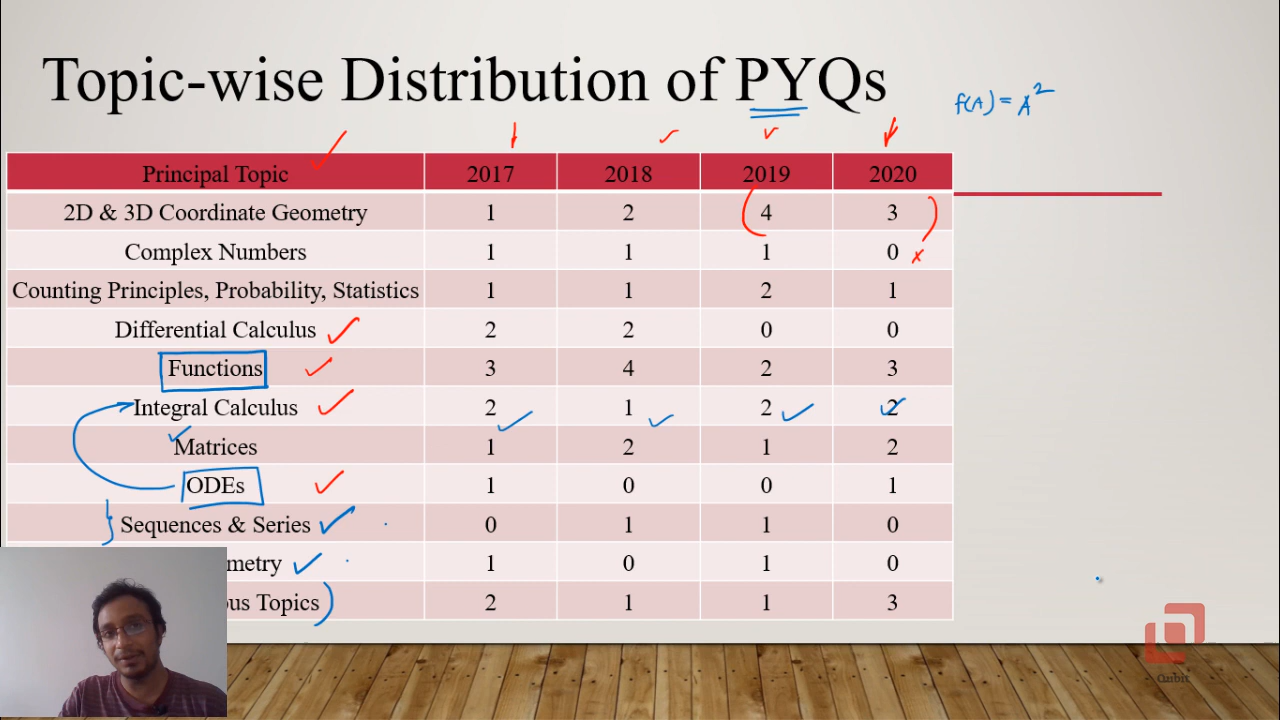 Topic-wise Distribution of PYQs
f(A) = A²
Principal Topic 2017 2018 2019 2020
2D & 3D Coordinate Geometry 1 2 4 3
Complex Numbers 1 1 1 0
Counting Principles, Probability, Statistics 1 1 2 1
Differential Calculus 2 2 0 0
Functions 3 4 2 3
Integral Calculus 2 1 2 2
Matrices 1 2 1 2
ODEs 1 0 0 1
Sequences & Series 0 1 1 0
metry 1 0 1 0
ous Topics 2 1 1 3
Qubit